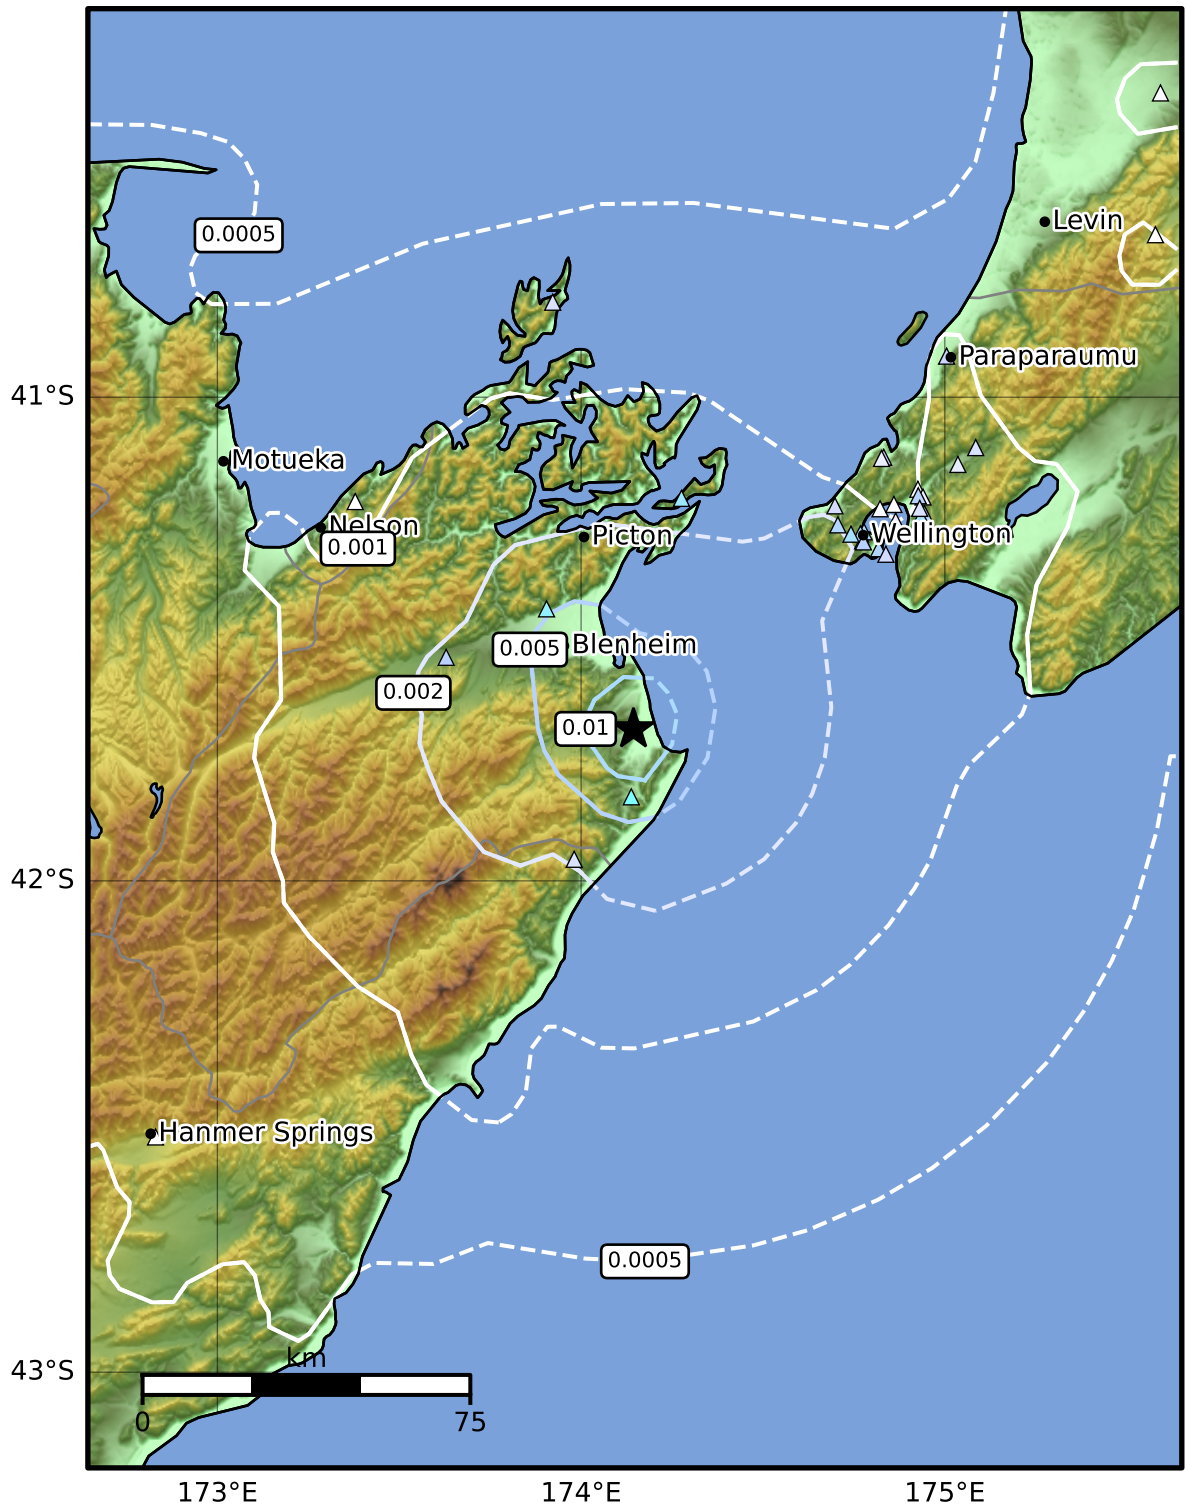 0.0005
Levin
Paraparaumu
41°S
Motueka
Nelson
0.001
Picton
Wellington
0.005
Blenheim
0.002
0.01
42°S
Hanmer Springs
0.0005
43°S
km
0
75
173°E
174°E
175°E